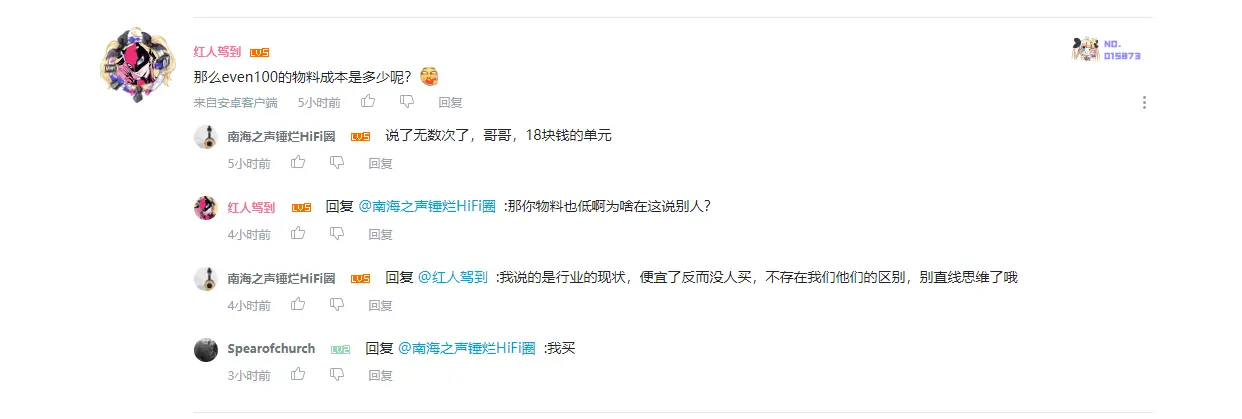 红人驾到 LV5
NO.
015873
那么even100的物料成本是多少呢？
来自安卓客户端 5小时前 回复
南海之声锤烂HiFi圈 LV5 说了无数次了，哥哥，18块钱的单元
5小时前 回复
红人驾到 LV5 回复 @南海之声锤烂HiFi圈 :那你物料也低啊为啥在这说别人？
4小时前 回复
南海之声锤烂HiFi圈 LV5 回复 @红人驾到 :我说的是行业的现状，便宜了反而没人买，不存在我们他们的区别，别直线思维了哦
4小时前 回复
Spearofchurch LV2 回复 @南海之声锤烂HiFi圈 :我买
3小时前 回复